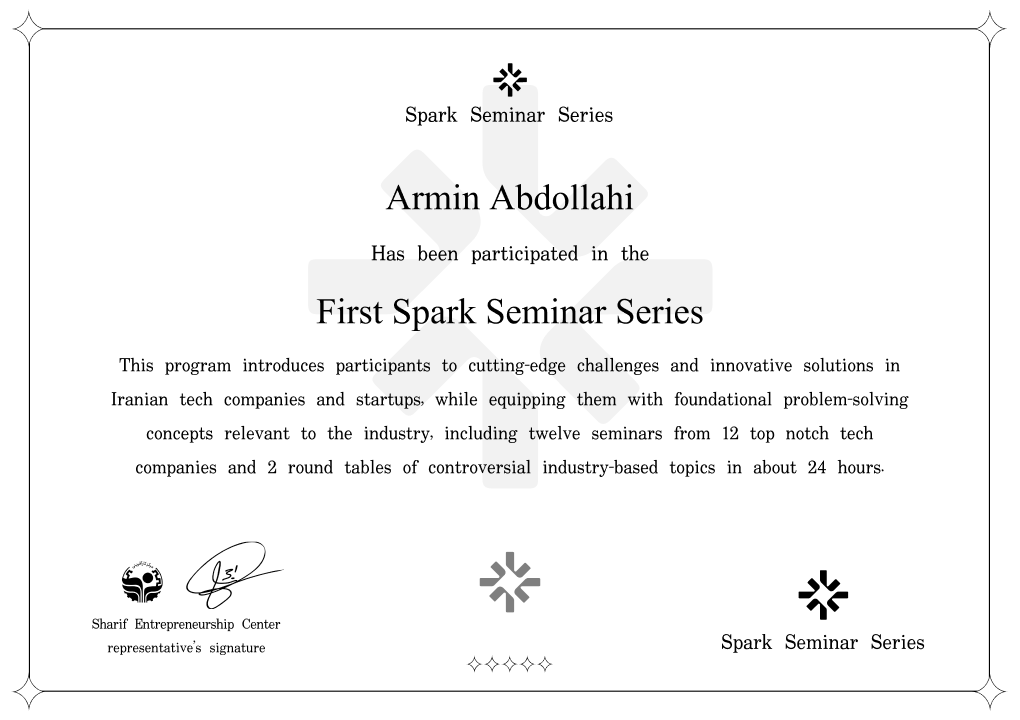 Spark Seminar Series
Armin Abdollahi
Has been participated in the
First Spark Seminar Series
This program introduces participants to cutting-edge challenges and innovative solutions in
Iranian tech companies and startups, while equipping them with foundational problem-solving
concepts relevant to the industry, including twelve seminars from 12 top notch tech
companies and 2 round tables of controversial industry-based topics in about 24 hours.
Sharif Entrepreneurship Center
representative's signature
Spark Seminar Series